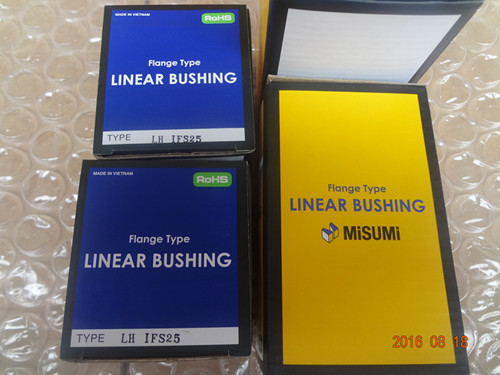 MADE IN VIETNAM
RoHS
Flange Type
LINEAR BUSHING
TYPE LH IFS25
MADE IN VIETNAM
RoHS
Flange Type
LINEAR BUSHING
TYPE LH IFS25
Flange Type
LINEAR BUSHING
MiSUMi
2016 08 18